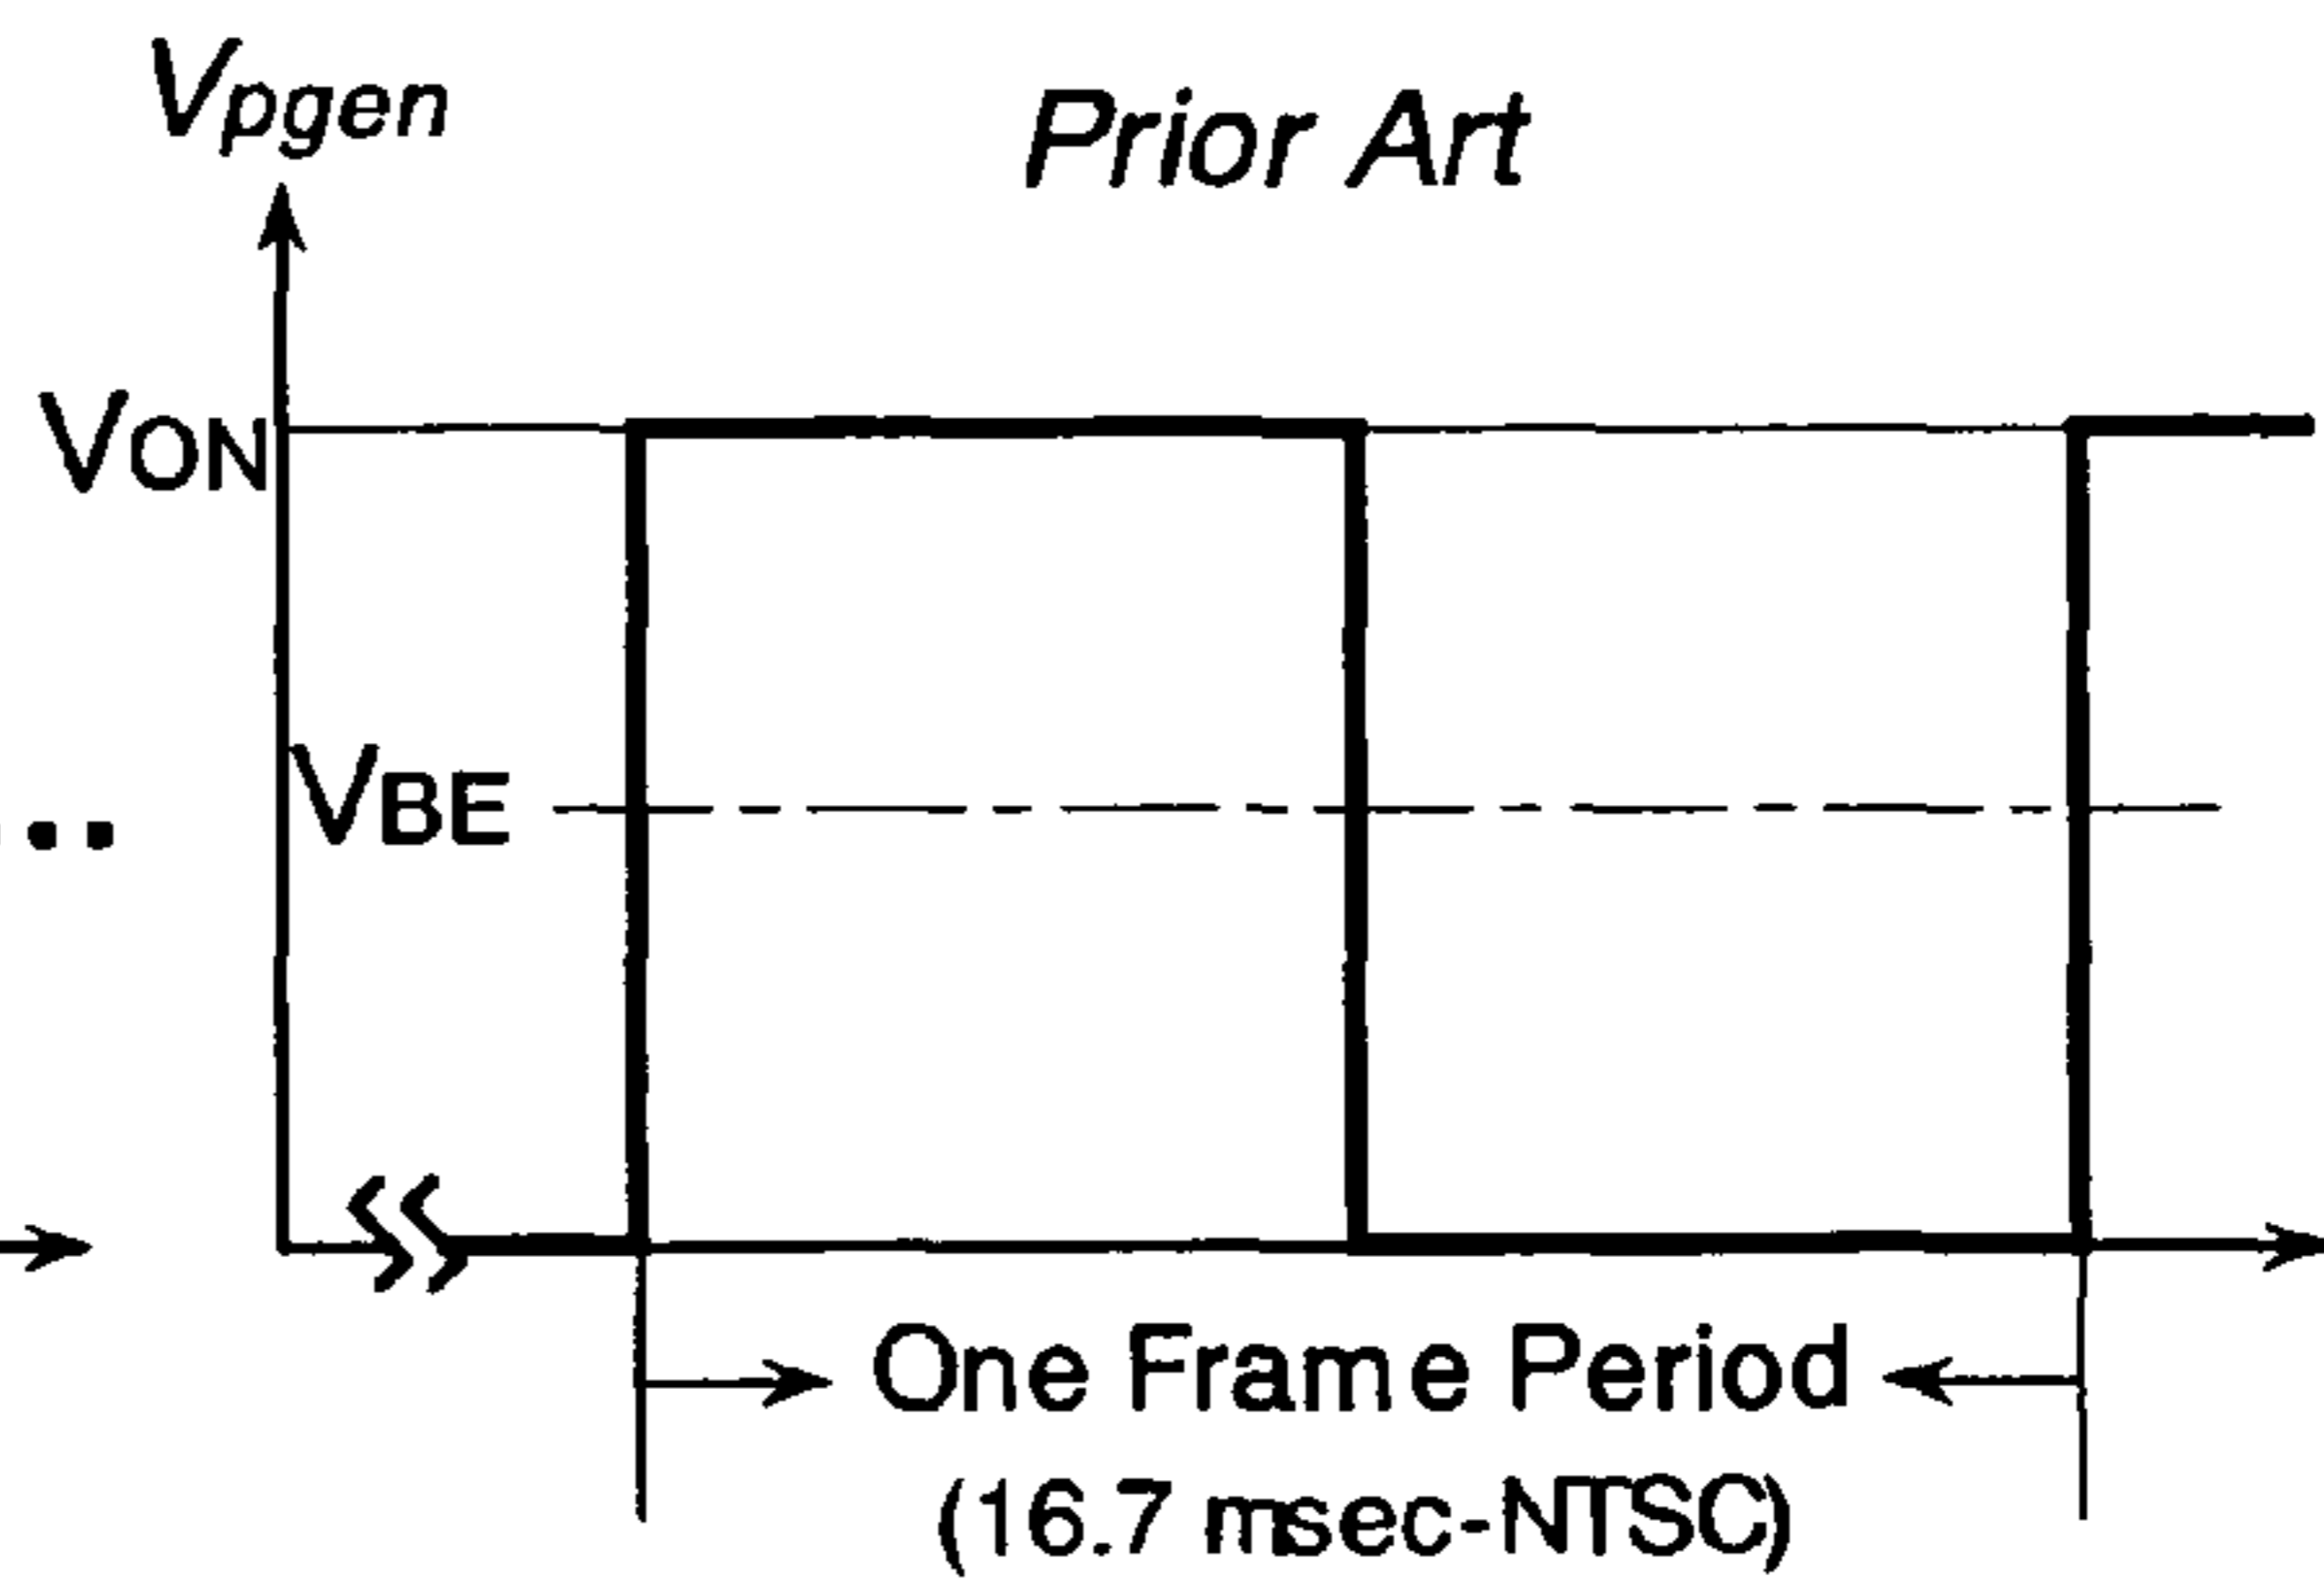 Vpgen
Prior Art
VON
VBE
One Frame Period
(16.7 msec-NTSC)